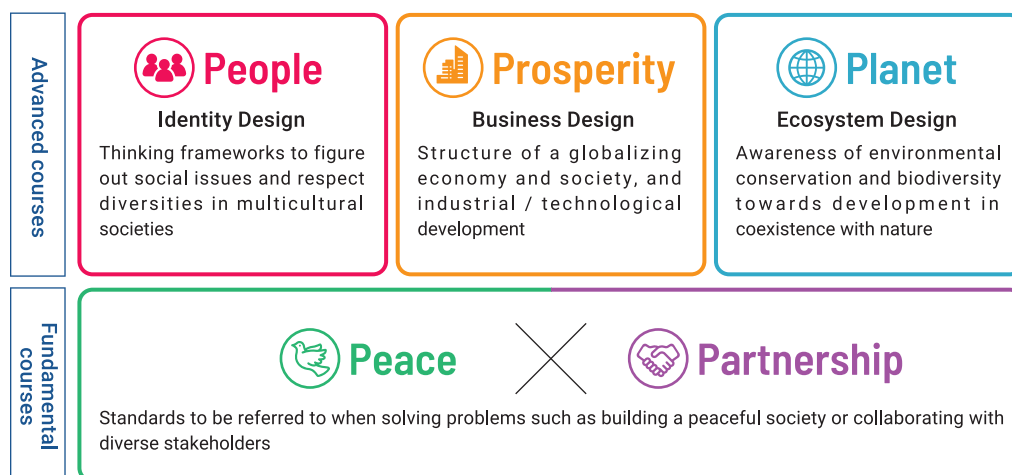 Advanced courses
People
Identity Design
Thinking frameworks to figure
out social issues and respect
diversities in multicultural
societies
Prosperity
Business Design
Structure of a globalizing
economy and society, and
industrial / technological
development
Planet
Ecosystem Design
Awareness of environmental
conservation and biodiversity
towards development in
coexistence with nature
Fundamental
courses
Peace
Partnership
Standards to be referred to when solving problems such as building a peaceful society or collaborating with
diverse stakeholders